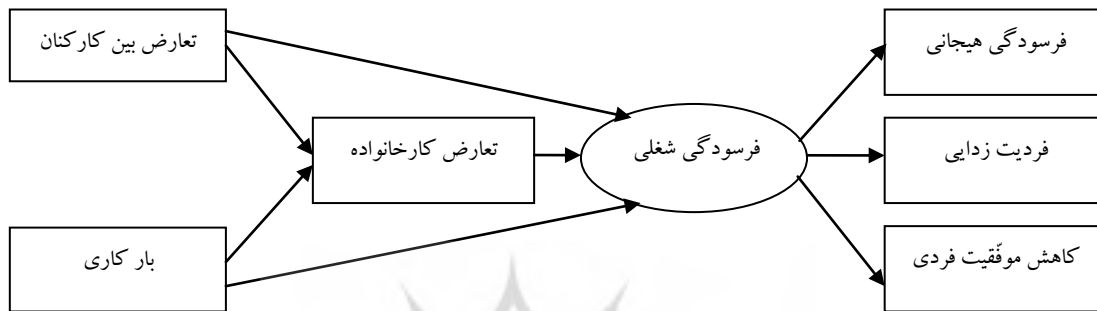 تعارض بین کارکنان
فرسودگی هیجانی
تعارض کارخانواده
فرسودگی شغلی
فردیت زدایی
بار کاری
کاهش موفّقیت فردی